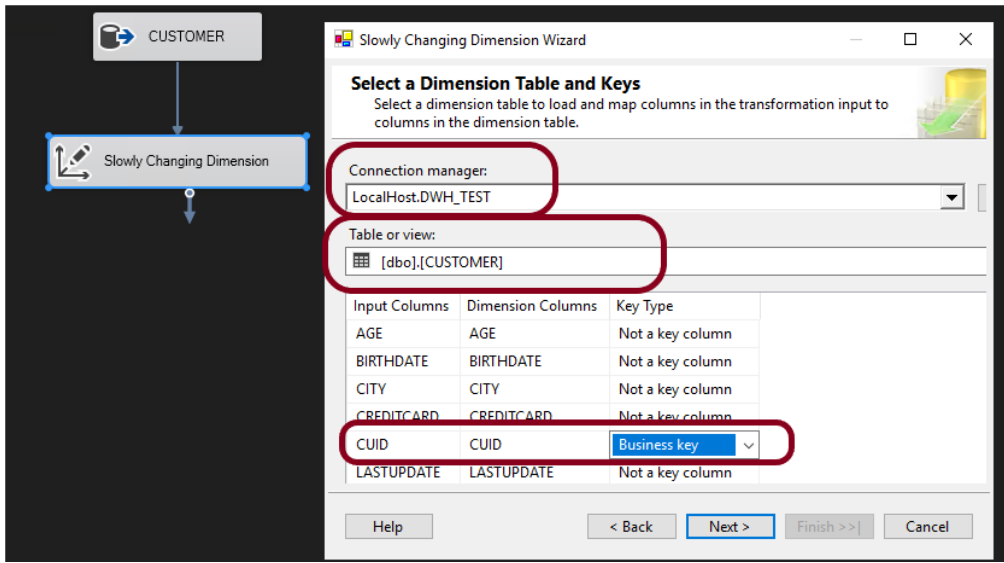 CUSTOMER
Slowly Changing Dimension
Slowly Changing Dimension Wizard
Select a Dimension Table and Keys
Select a dimension table to load and map columns in the transformation input to
columns in the dimension table.
Connection manager:
LocalHost.DWH_TEST
Table or view:
[dbo].[CUSTOMER]
Input Columns Dimension Columns Key Type
AGE AGE Not a key column
BIRTHDATE BIRTHDATE Not a key column
CITY CITY Not a key column
CREDITCARD CREDITCARD Not a key column
CUID CUID Business key
LASTUPDATE LASTUPDATE Not a key column
Help < Back Next > Finish >>| Cancel